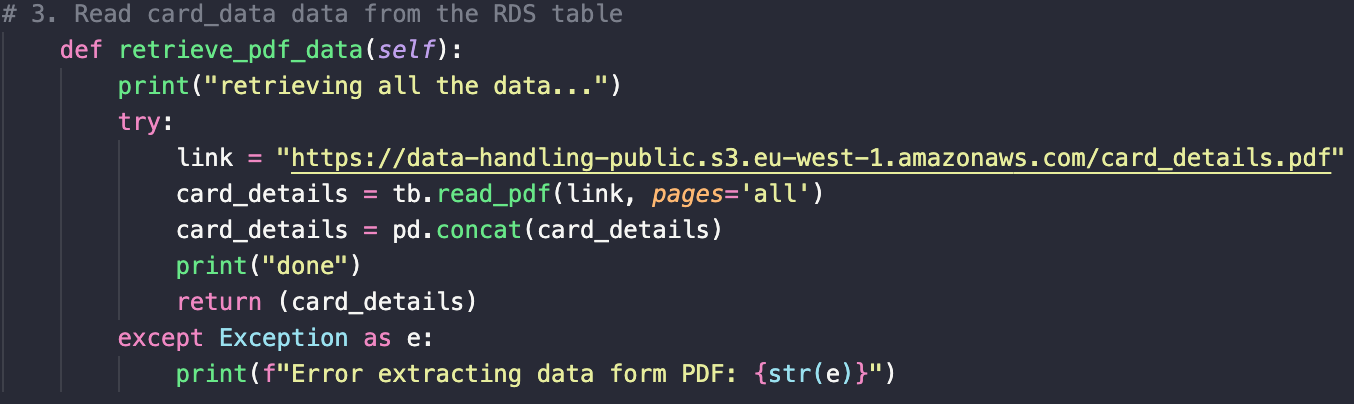 # 3. Read card_data data from the RDS table
def retrieve_pdf_data(self):
print("retrieving all the data...")
try:
link = "https://data-handling-public.s3.eu-west-1.amazonaws.com/card_details.pdf"
card_details = tb.read_pdf(link, pages='all')
card_details = pd.concat(card_details)
print("done")
return (card_details)
except Exception as e:
print(f"Error extracting data form PDF: {str(e)}")